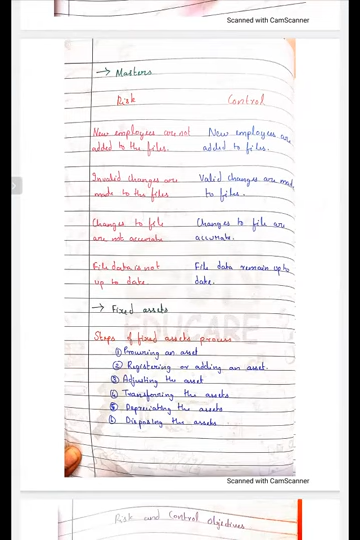 Scanned with CamScanner
→ Masters
Risk Control
New employees are not New employees are
added to the files. added to files.
Invalid changes are Valid changes are made
made to the files to files.
Changes to file Changes to file are
are not accurate accurate.
File data is not File data remain up to
up to date. date.
→ Fixed assets
EDUCARE
Steps of fixed assets process
① an asset
② Registering or adding an asset.
③ Adjusting the asset
④ Transforming the assets
⑤ Depreciating the assets
⑥ Disposing the assets
Scanned with CamScanner
Risk and Control Objectives